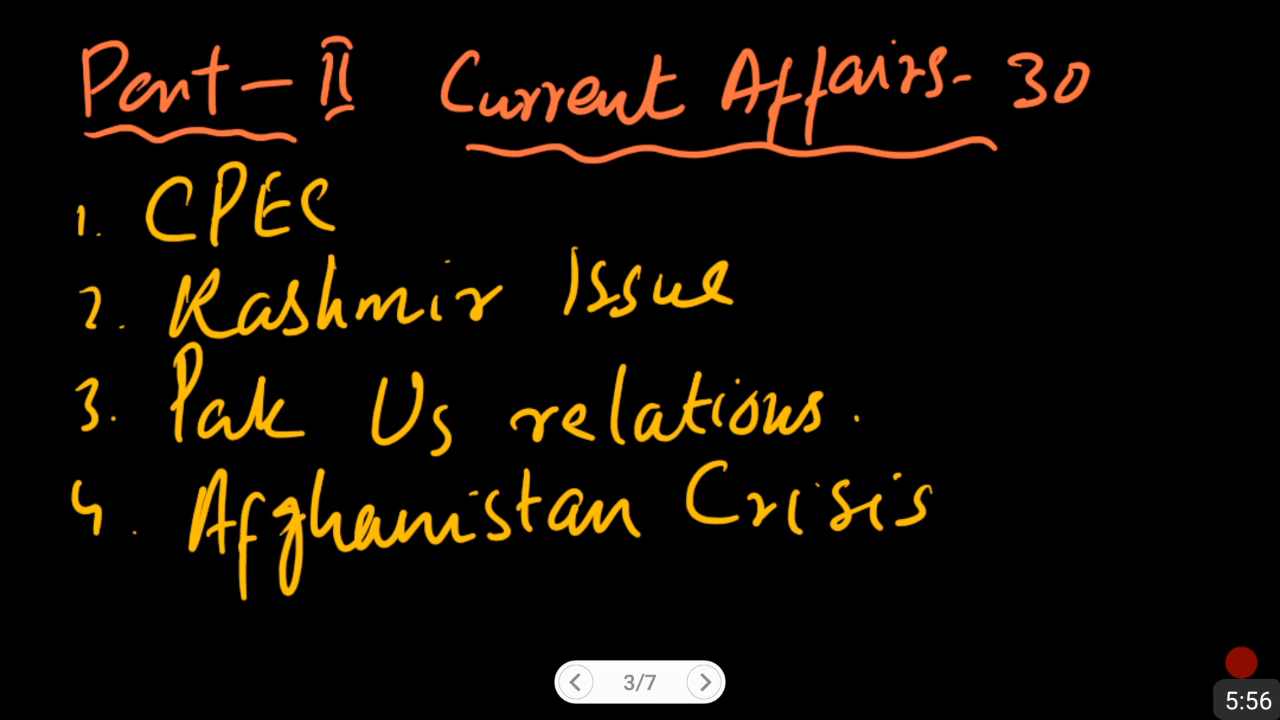 Part - II Current Affairs - 30
1. CPEC
2. Kashmir Issue
3. Pak Us relations.
4. Afghanistan Crisis
3/7
5:56